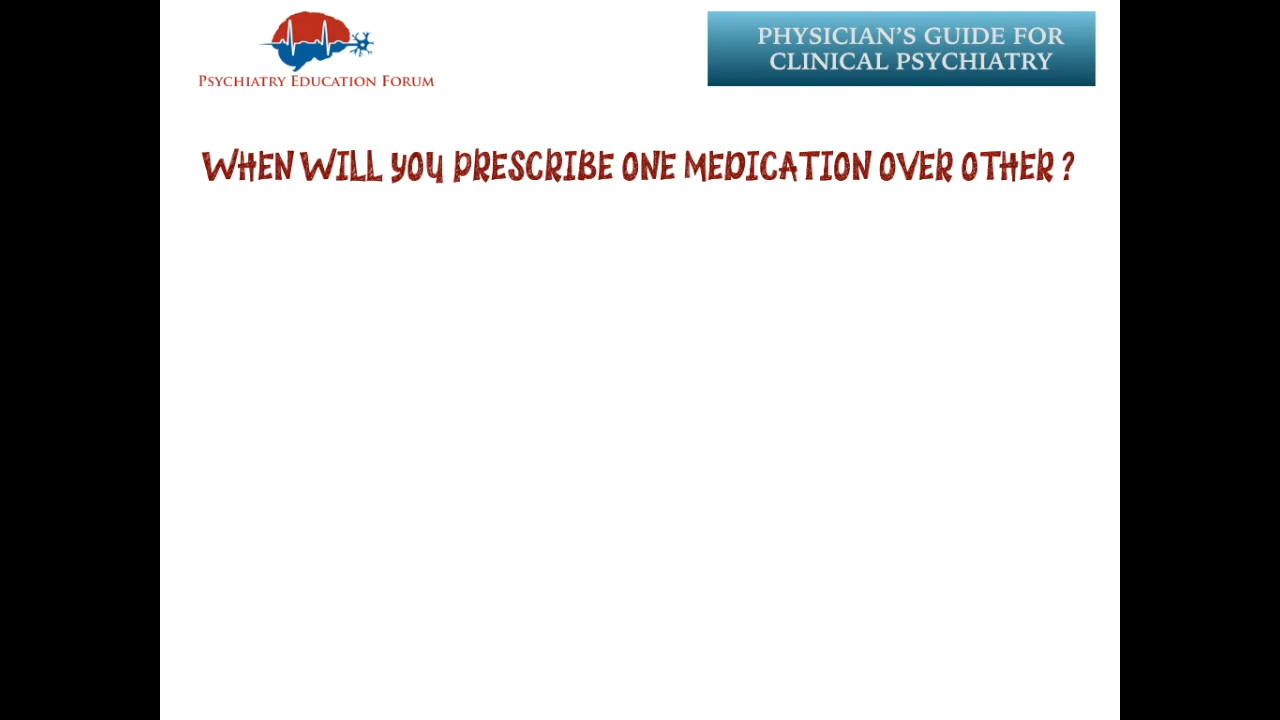 PSYCHIATRY EDUCATION FORUM
PHYSICIAN'S GUIDE FOR
CLINICAL PSYCHIATRY
WHEN WILL YOU PRESCRIBE ONE MEDICATION OVER OTHER ?